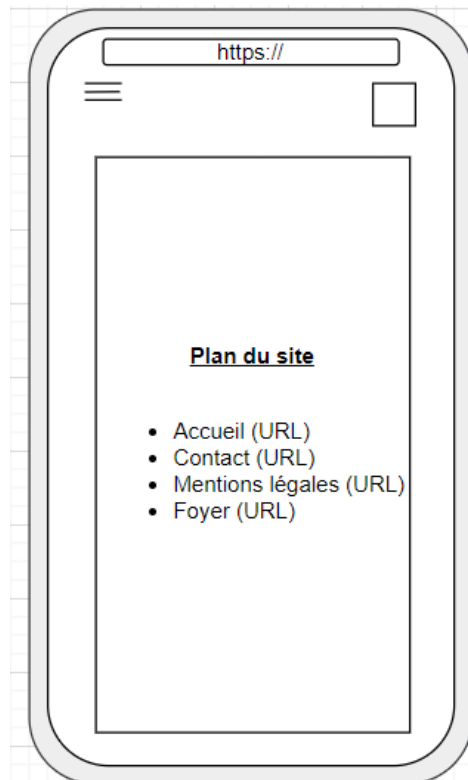 https://
Plan du site
• Accueil (URL)
• Contact (URL)
• Mentions légales (URL)
• Foyer (URL)